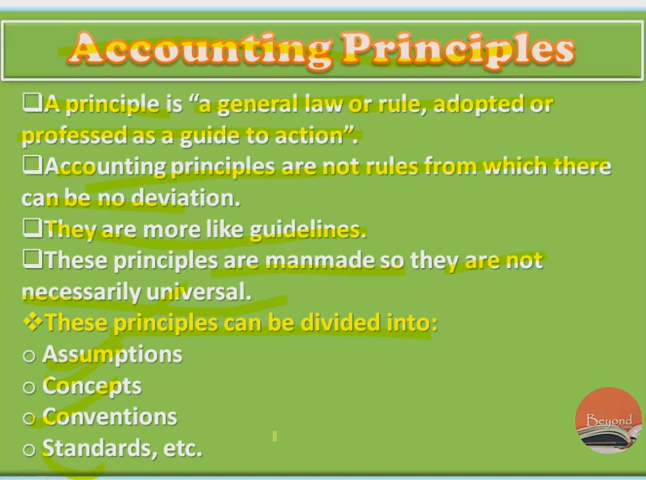 Accounting Principles
❑A principle is “a general law or rule, adopted or
professed as a guide to action”.
❑Accounting principles are not rules from which there
can be no deviation.
❑They are more like guidelines.
❑These principles are manmade so they are not
necessarily universal.
❖These principles can be divided into:
o Assumptions
o Concepts
o Conventions
o Standards, etc.
Beyond